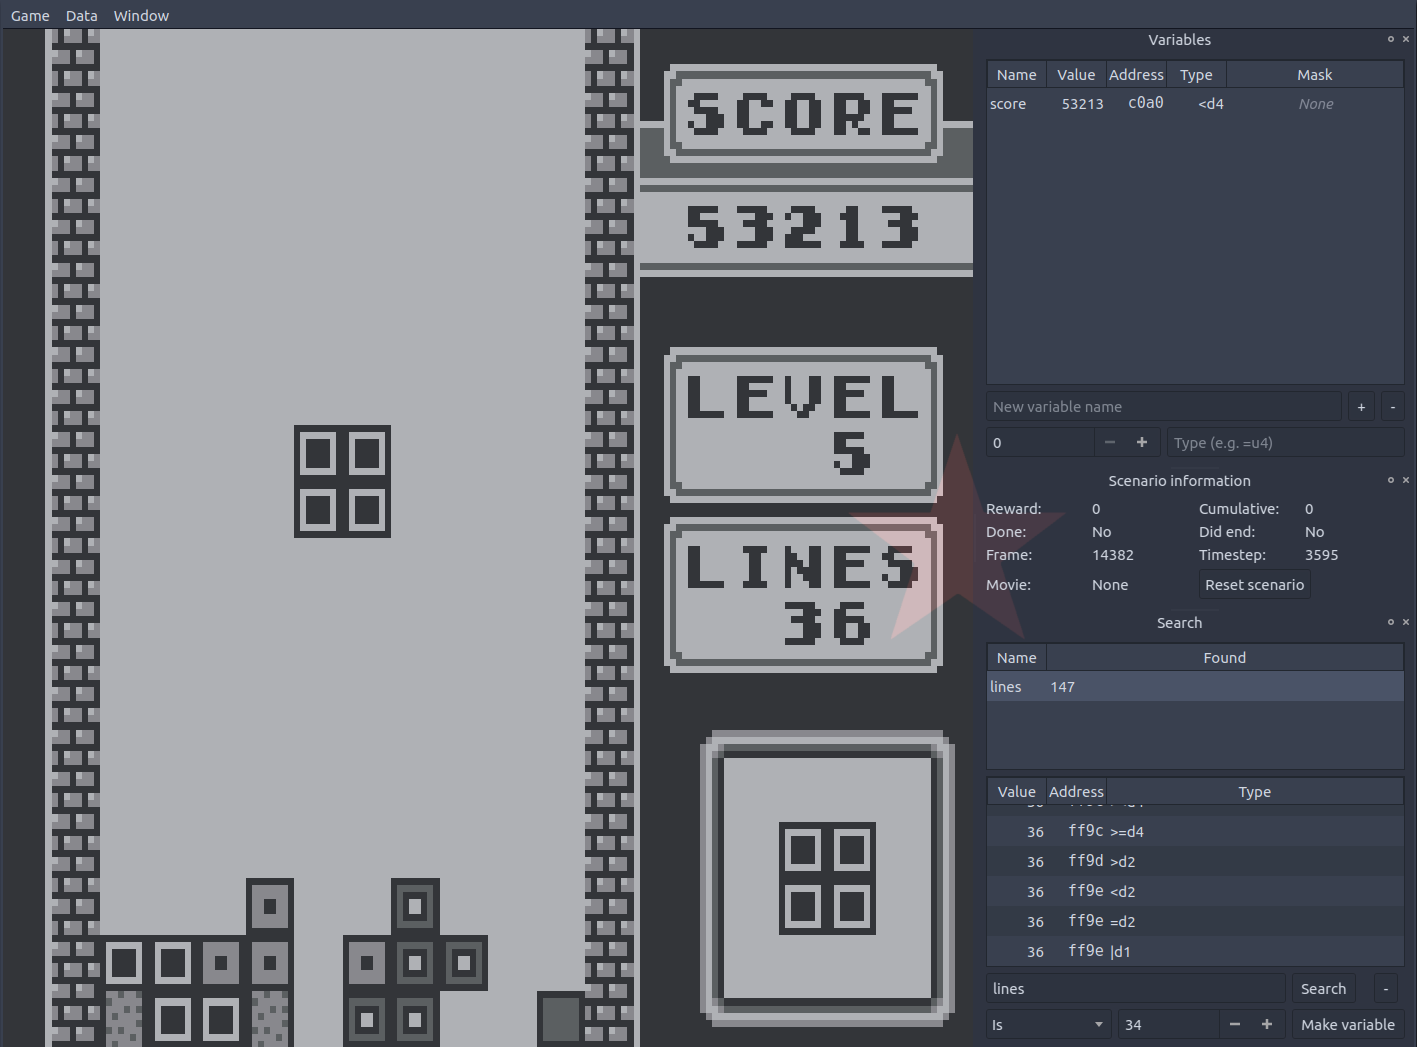 Game Data Window
SCORE
53213
LEVEL
5
LINES
36
Variables
Name Value Address Type Mask
score 53213 c0a0 <d4 None
New variable name + -
0 − + Type (e.g. =u4)
Scenario information
Reward: 0 Cumulative: 0
Done: No Did end: No
Frame: 14382 Timestep: 3595
Movie: None Reset scenario
Search
Name Found
lines 147
Value Address Type
36 ff9c >=d4
36 ff9d >d2
36 ff9e <d2
36 ff9e =d2
36 ff9e |d1
lines Search -
Is 34 − + Make variable